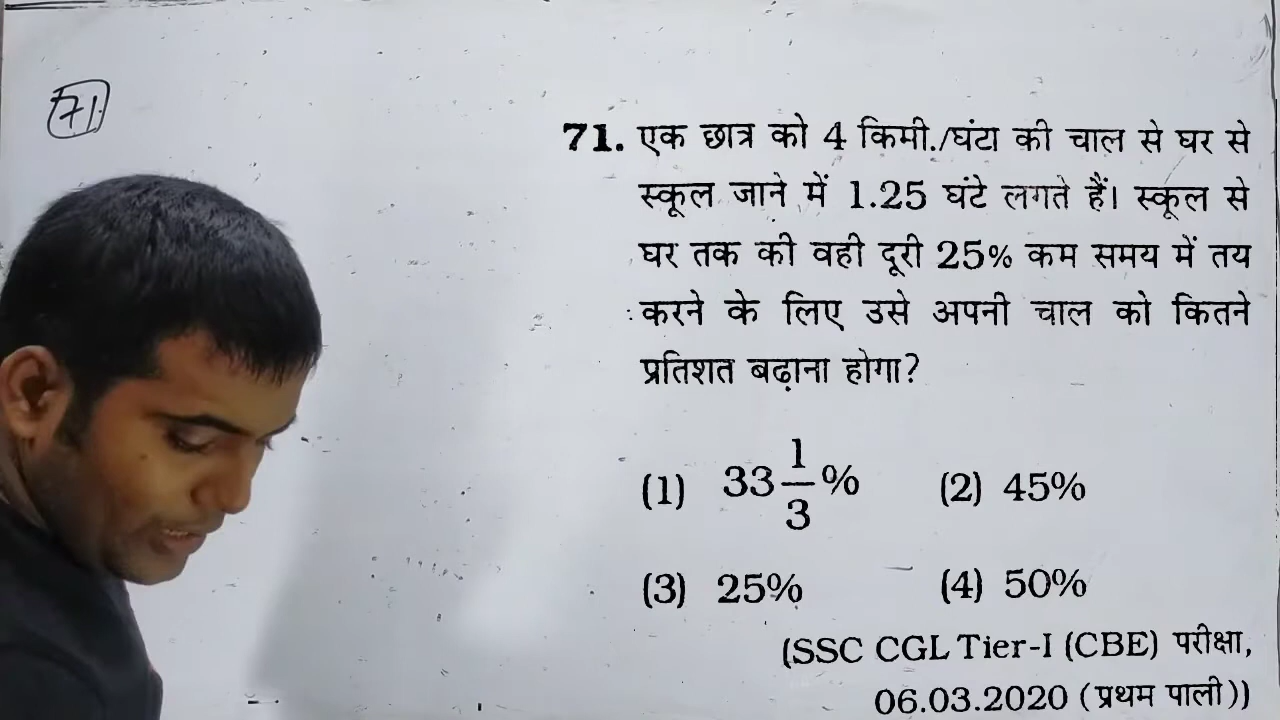 71.
71. एक छात्र को 4 किमी./घंटा की चाल से घर से
स्कूल जाने में 1.25 घंटे लगते हैं। स्कूल से
घर तक की वही दूरी 25% कम समय में तय
करने के लिए उसे अपनी चाल को कितने
प्रतिशत बढ़ाना होगा?
(1) 33 1/3 % (2) 45%
(3) 25% (4) 50%
(SSC CGL Tier-I (CBE) परीक्षा,
06.03.2020 (प्रथम पाली))